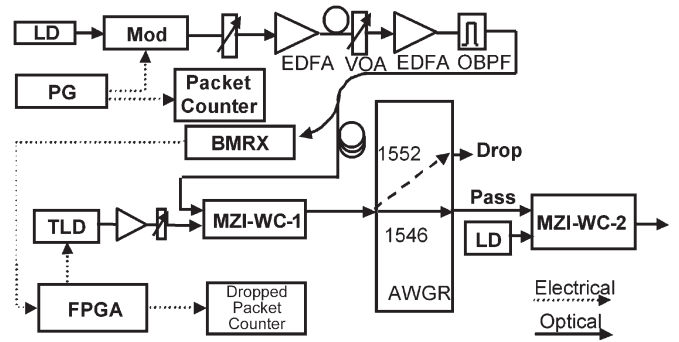 LD
Mod
EDFA
VOA
EDFA
OBPF
PG
Packet
Counter
BMRX
1552
Drop
TLD
MZI-WC-1
Pass
1546
LD
MZI-WC-2
AWGR
FPGA
Dropped
Packet
Counter
Electrical
Optical